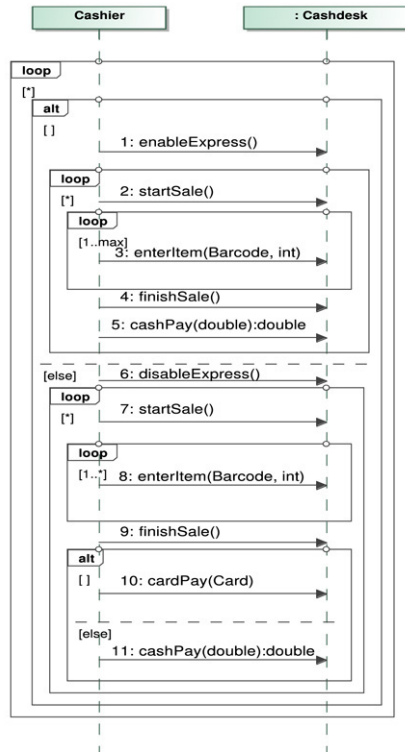 Cashier
: Cashdesk
loop
[*]
alt
[ ]
1: enableExpress()
loop
[*]
2: startSale()
loop
[1..max]
3: enterItem(Barcode, int)
4: finishSale()
5: cashPay(double):double
[else]
6: disableExpress()
loop
[*]
7: startSale()
loop
[1..*]
8: enterItem(Barcode, int)
9: finishSale()
alt
[ ]
10: cardPay(Card)
[else]
11: cashPay(double):double